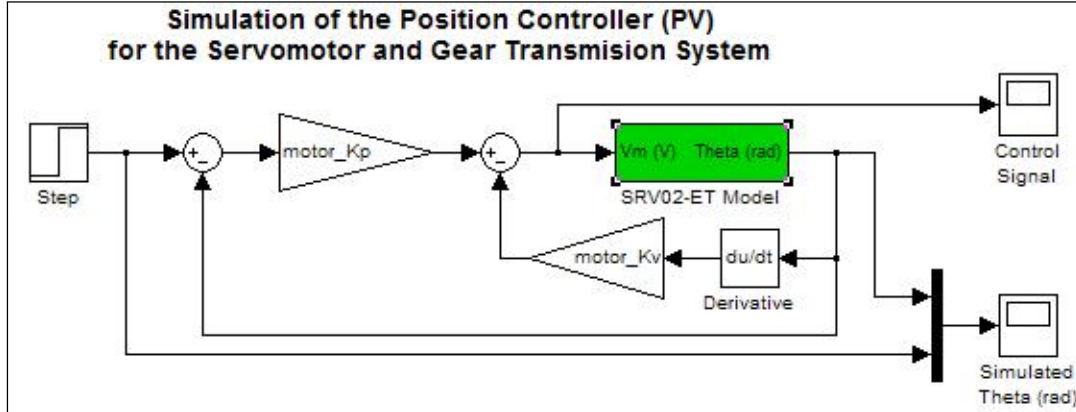 Simulation of the Position Controller (PV)
for the Servomotor and Gear Transmision System
Step
+
-
motor_Kp
+
-
Vm (V) Theta (rad)
SRV02-ET Model
Control
Signal
motor_Kv
du/dt
Derivative
Simulated
Theta (rad)